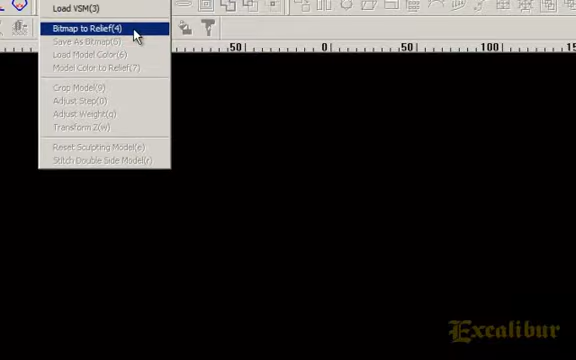 Load VSM(3)
Bitmap to Relief(4)
Save As Bitmap(5)
Load Model Color(6)
Model Color to Relief(7)
Crop Model(9)
Adjust Step(0)
Adjust Weight(q)
Transform Z(w)
Reset Sculpting Model(e)
Stitch Double Side Model(r)
50 0 50 100
Excalibur